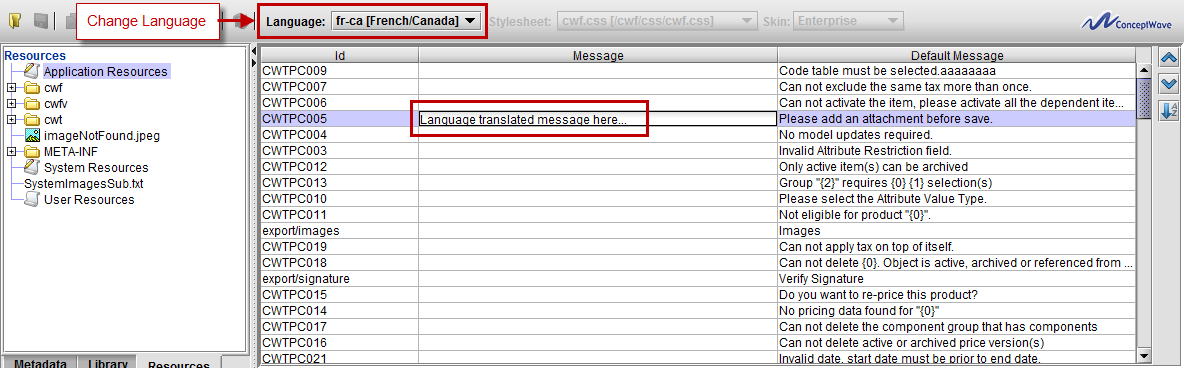 Change Language
Language: fr-ca [French/Canada] Stylesheet: cwf.css [/cwf/css/cwf.css] Skin: Enterprise
ConceptWave
Resources
Application Resources
cwf
cwfv
cwt
imageNotFound.jpeg
META-INF
System Resources
SystemImagesSub.txt
User Resources
Metadata Library Resources
Id Message Default Message
CWTPC009 Code table must be selected.aaaaaaaa
CWTPC007 Can not exclude the same tax more than once.
CWTPC006 Can not activate the item, please activate all the dependent ite...
CWTPC005 Language translated message here... Please add an attachment before save.
CWTPC004 No model updates required.
CWTPC003 Invalid Attribute Restriction field.
CWTPC012 Only active item(s) can be archived
CWTPC013 Group "{2}" requires {0} {1} selection(s)
CWTPC010 Please select the Attribute Value Type.
CWTPC011 Not eligible for product "{0}".
export/images Images
CWTPC019 Can not apply tax on top of itself.
CWTPC018 Can not delete {0}. Object is active, archived or referenced from ...
export/signature Verify Signature
CWTPC015 Do you want to re-price this product?
CWTPC014 No pricing data found for "{0}"
CWTPC017 Can not delete the component group that has components
CWTPC016 Can not delete active or archived price version(s)
CWTPC021 Invalid date, start date must be prior to end date.